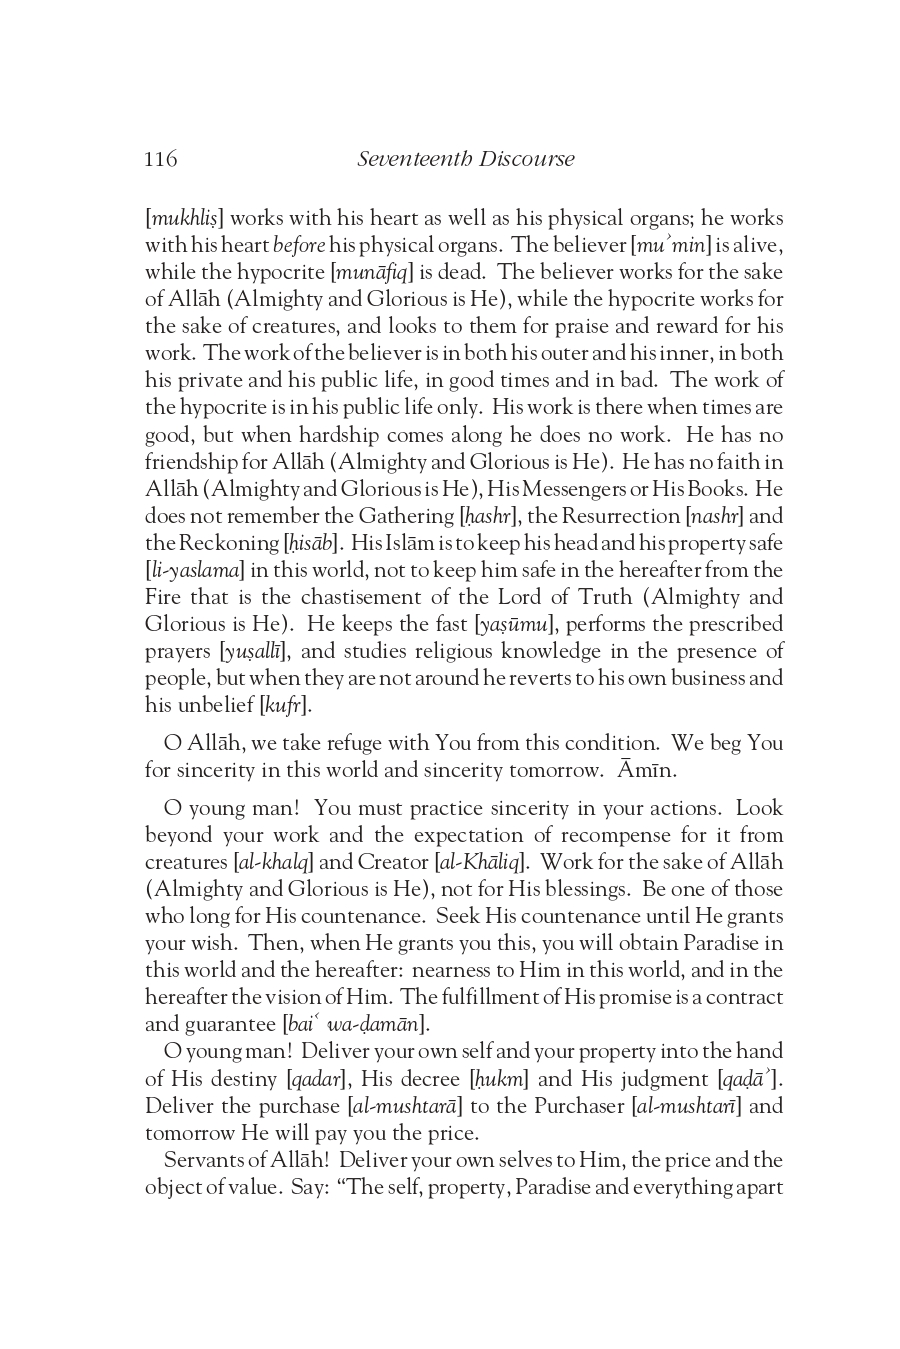 116 Seventeenth Discourse
[mukhliṣ] works with his heart as well as his physical organs; he works
with his heart before his physical organs. The believer [muʾmin] is alive,
while the hypocrite [munāfiq] is dead. The believer works for the sake
of Allāh (Almighty and Glorious is He), while the hypocrite works for
the sake of creatures, and looks to them for praise and reward for his
work. The work of the believer is in both his outer and his inner, in both
his private and his public life, in good times and in bad. The work of
the hypocrite is in his public life only. His work is there when times are
good, but when hardship comes along he does no work. He has no
friendship for Allāh (Almighty and Glorious is He). He has no faith in
Allāh (Almighty and Glorious is He), His Messengers or His Books. He
does not remember the Gathering [ḥashr], the Resurrection [nashr] and
the Reckoning [ḥisāb]. His Islām is to keep his head and his property safe
[li-yaslama] in this world, not to keep him safe in the hereafter from the
Fire that is the chastisement of the Lord of Truth (Almighty and
Glorious is He). He keeps the fast [yaṣūmu], performs the prescribed
prayers [yuṣallī], and studies religious knowledge in the presence of
people, but when they are not around he reverts to his own business and
his unbelief [kufr].
O Allāh, we take refuge with You from this condition. We beg You
for sincerity in this world and sincerity tomorrow. Āmīn.
O young man! You must practice sincerity in your actions. Look
beyond your work and the expectation of recompense for it from
creatures [al-khalq] and Creator [al-Khāliq]. Work for the sake of Allāh
(Almighty and Glorious is He), not for His blessings. Be one of those
who long for His countenance. Seek His countenance until He grants
your wish. Then, when He grants you this, you will obtain Paradise in
this world and the hereafter: nearness to Him in this world, and in the
hereafter the vision of Him. The fulfillment of His promise is a contract
and guarantee [baiʿ wa-ḍamān].
O young man! Deliver your own self and your property into the hand
of His destiny [qadar], His decree [ḥukm] and His judgment [qaḍāʾ].
Deliver the purchase [al-mushtarā] to the Purchaser [al-mushtarī] and
tomorrow He will pay you the price.
Servants of Allāh! Deliver your own selves to Him, the price and the
object of value. Say: “The self, property, Paradise and everything apart